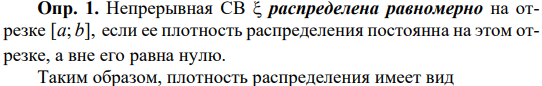 Опр. 1. Непрерывная СВ ξ распределена равномерно на от-
резке [a; b], если ее плотность распределения постоянна на этом от-
резке, а вне его равна нулю.
Таким образом, плотность распределения имеет вид